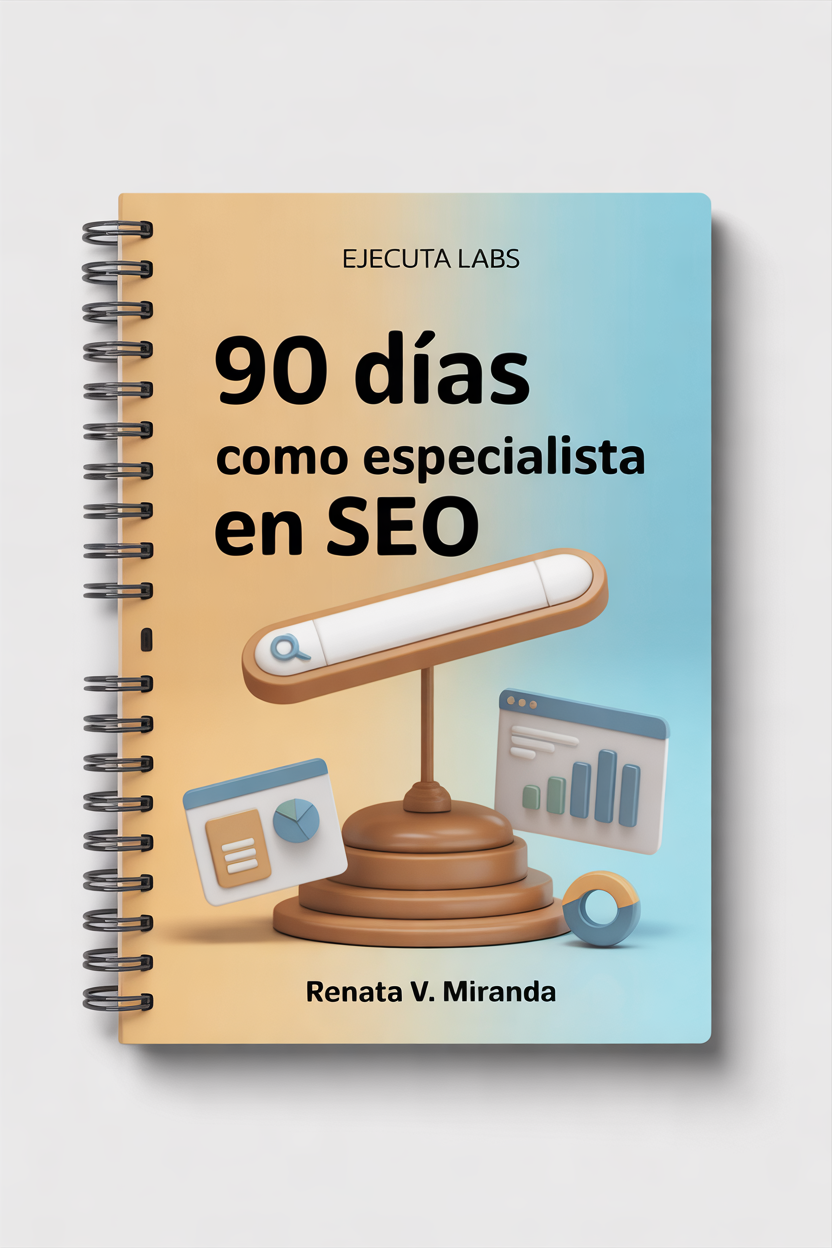 EJECUTA LABS
90 días
como especialista
en SEO
Renata V. Miranda